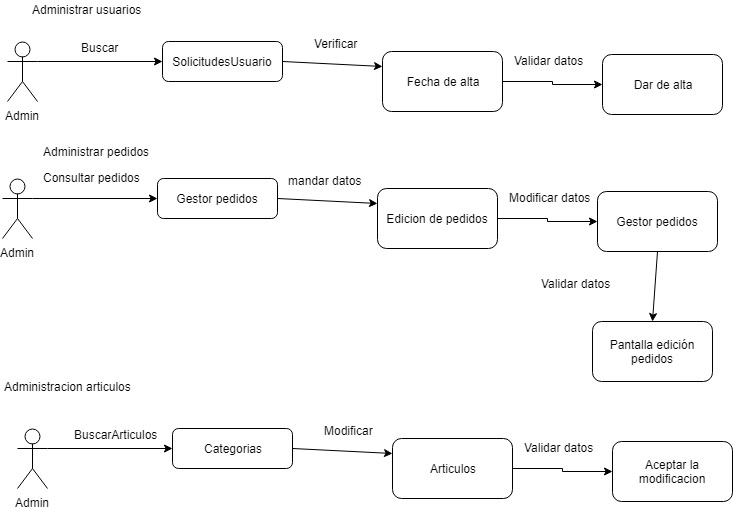 Administrar usuarios
Buscar
Verificar
Validar datos
SolicitudesUsuario
Fecha de alta
Dar de alta
Admin
Administrar pedidos
Consultar pedidos
mandar datos
Modificar datos
Gestor pedidos
Edicion de pedidos
Gestor pedidos
Admin
Validar datos
Pantalla edición
pedidos
Administracion articulos
BuscarArticulos
Modificar
Validar datos
Categorias
Articulos
Aceptar la
modificacion
Admin